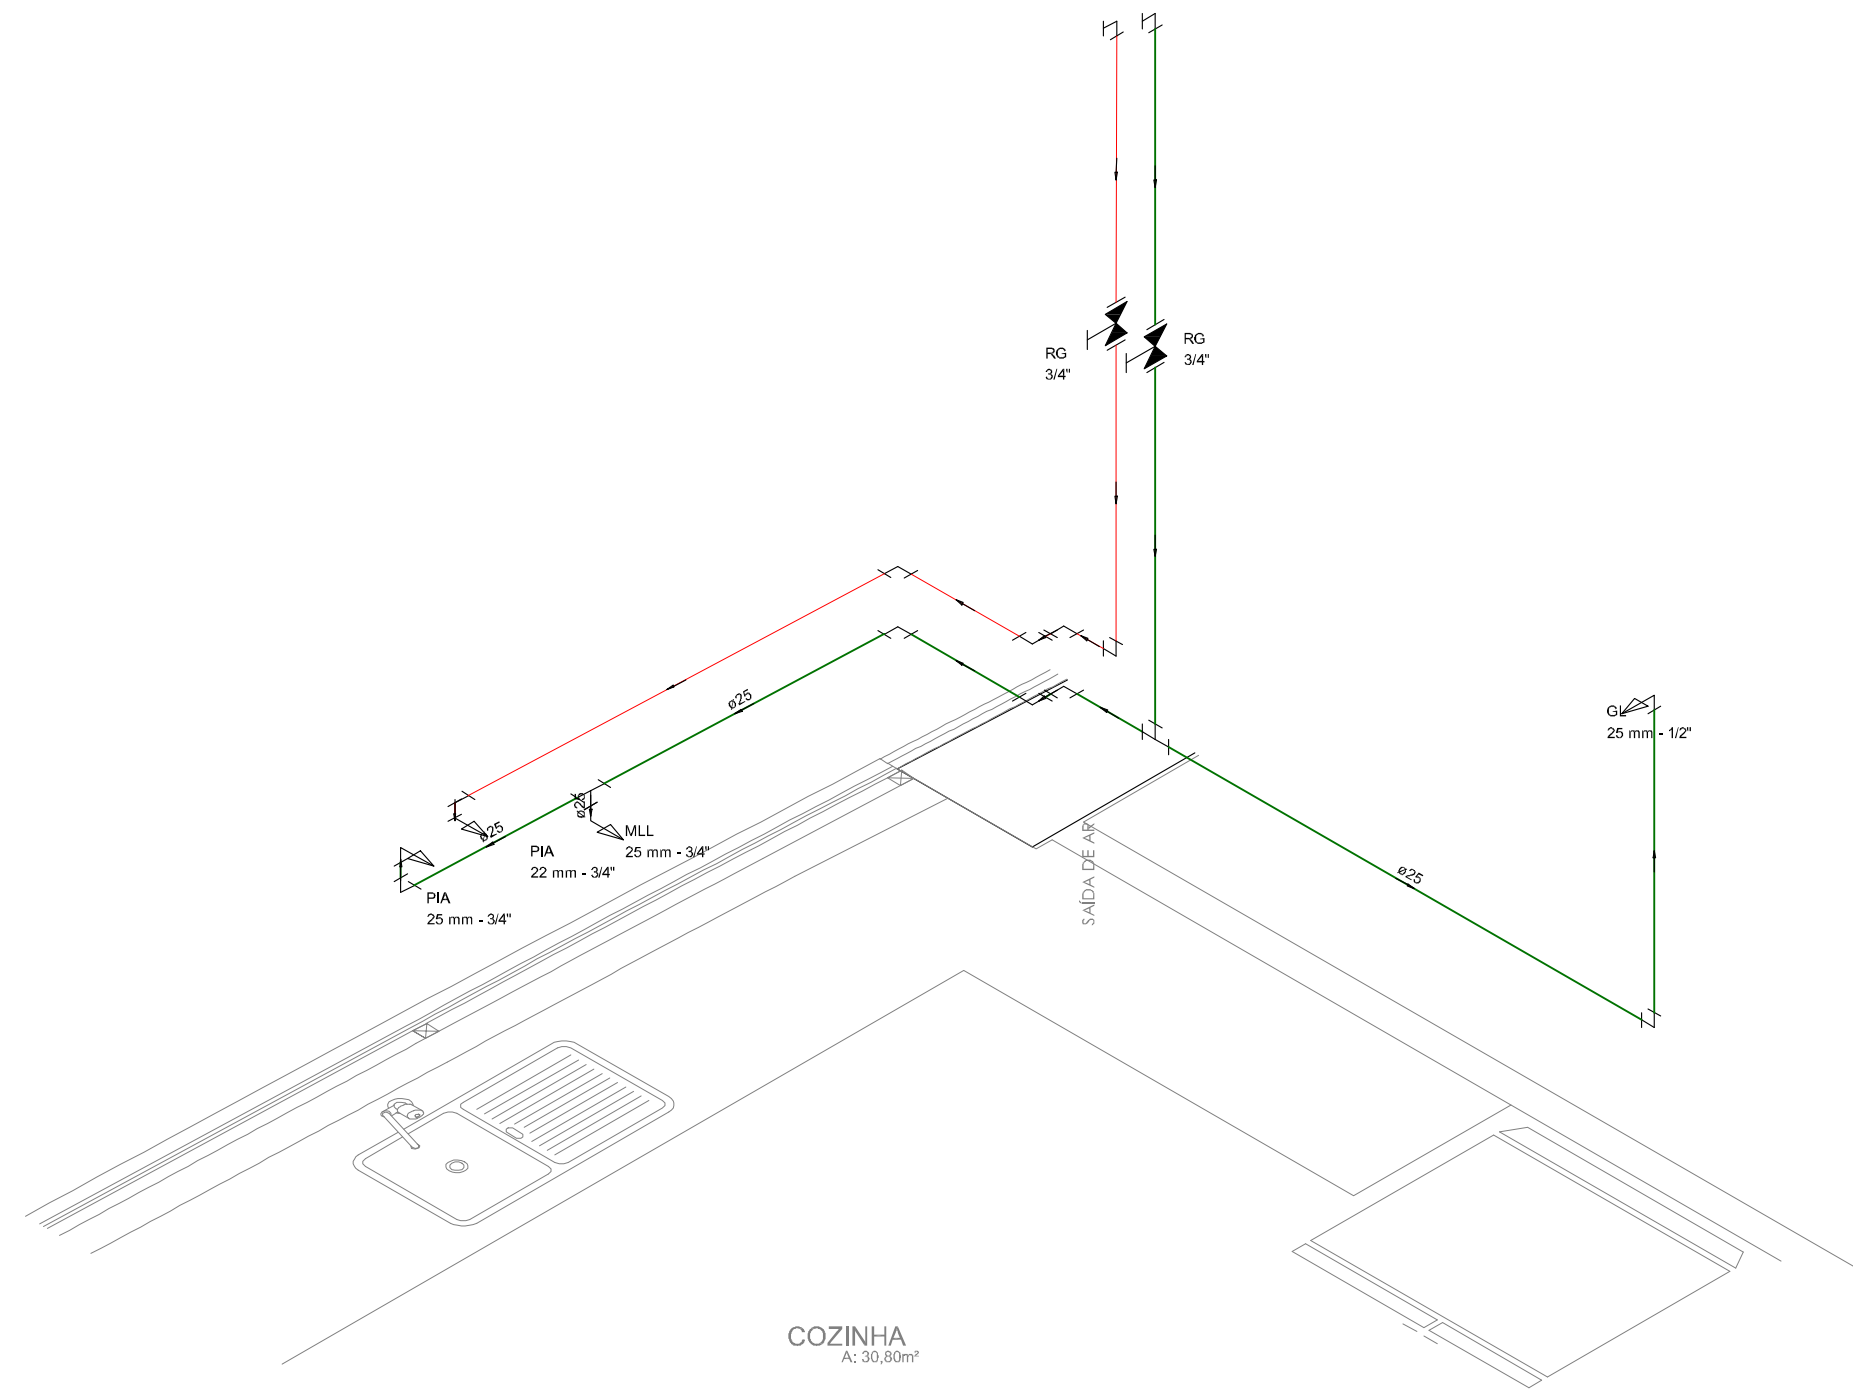 RG
3/4"
RG
3/4"
ø25
GL
25 mm - 1/2"
ø25
ø25
MLL
25 mm - 3/4"
PIA
22 mm - 3/4"
PIA
25 mm - 3/4"
SAÍDA DE AR
ø25
COZINHA
A: 30,80m²